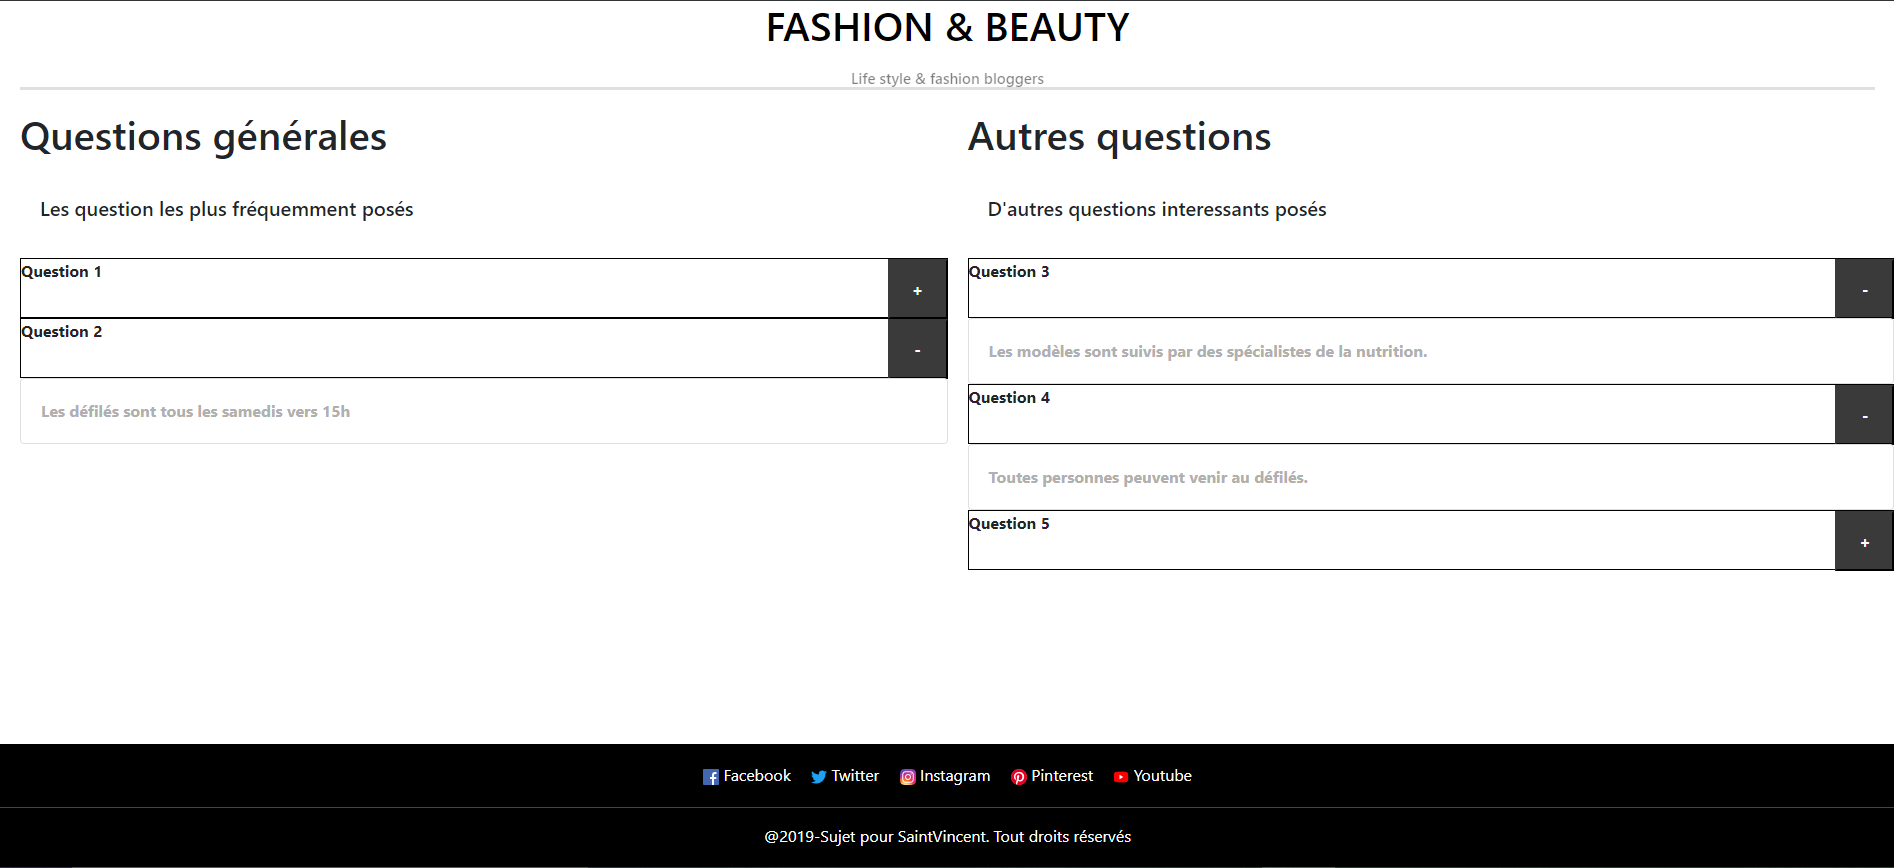 FASHION & BEAUTY
Life style & fashion bloggers
Questions générales
Les question les plus fréquemment posés
Question 1
+
Question 2
-
Les défilés sont tous les samedis vers 15h
Autres questions
D'autres questions interessants posés
Question 3
-
Les modèles sont suivis par des spécialistes de la nutrition.
Question 4
-
Toutes personnes peuvent venir au défilés.
Question 5
+
Facebook Twitter Instagram Pinterest Youtube
@2019-Sujet pour SaintVincent. Tout droits réservés